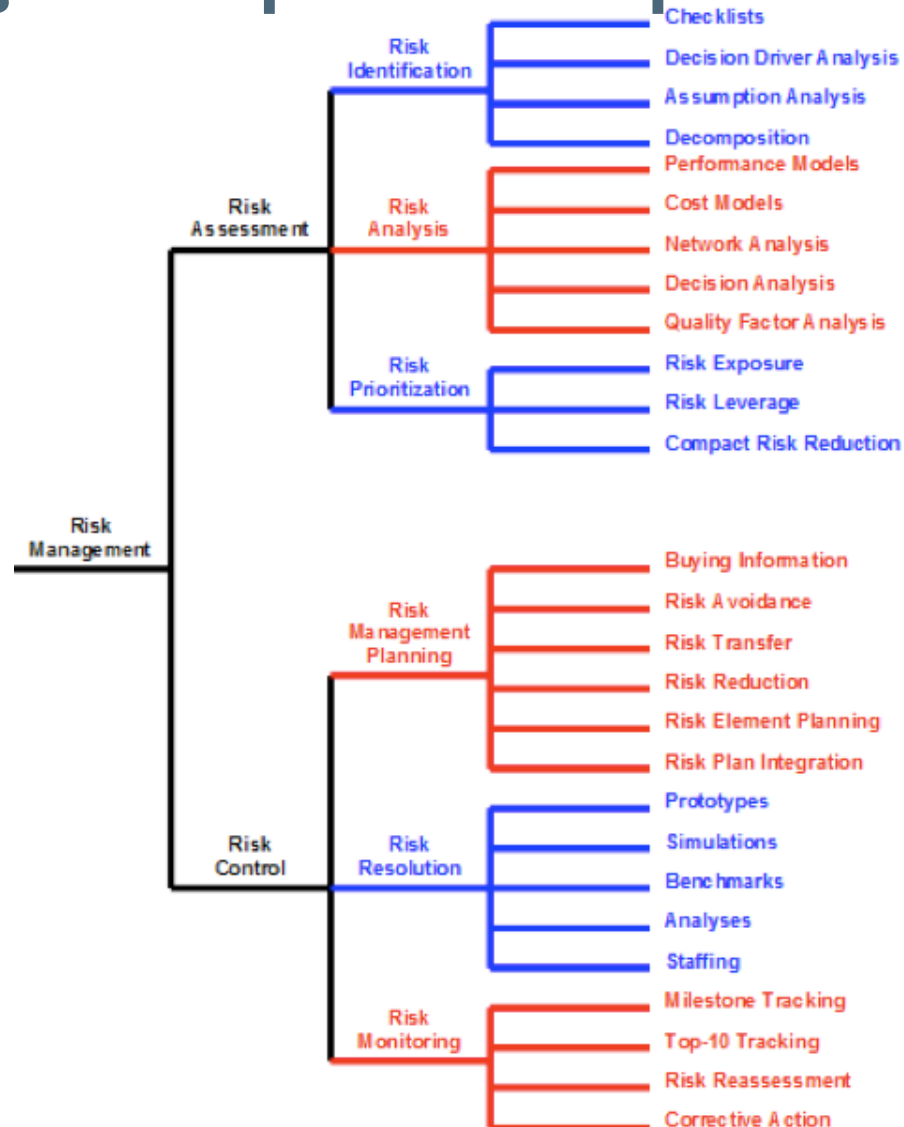 Risk
Management
Risk
Assessment
Risk
Identification
Checklists
Decision Driver Analysis
Assumption Analysis
Decomposition
Risk
Analysis
Performance Models
Cost Models
Network Analysis
Decision Analysis
Quality Factor Analysis
Risk
Prioritization
Risk Exposure
Risk Leverage
Compact Risk Reduction
Risk
Control
Risk
Management
Planning
Buying Information
Risk Avoidance
Risk Transfer
Risk Reduction
Risk Element Planning
Risk Plan Integration
Risk
Resolution
Prototypes
Simulations
Benchmarks
Analyses
Staffing
Risk
Monitoring
Milestone Tracking
Top-10 Tracking
Risk Reassessment
Corrective Action